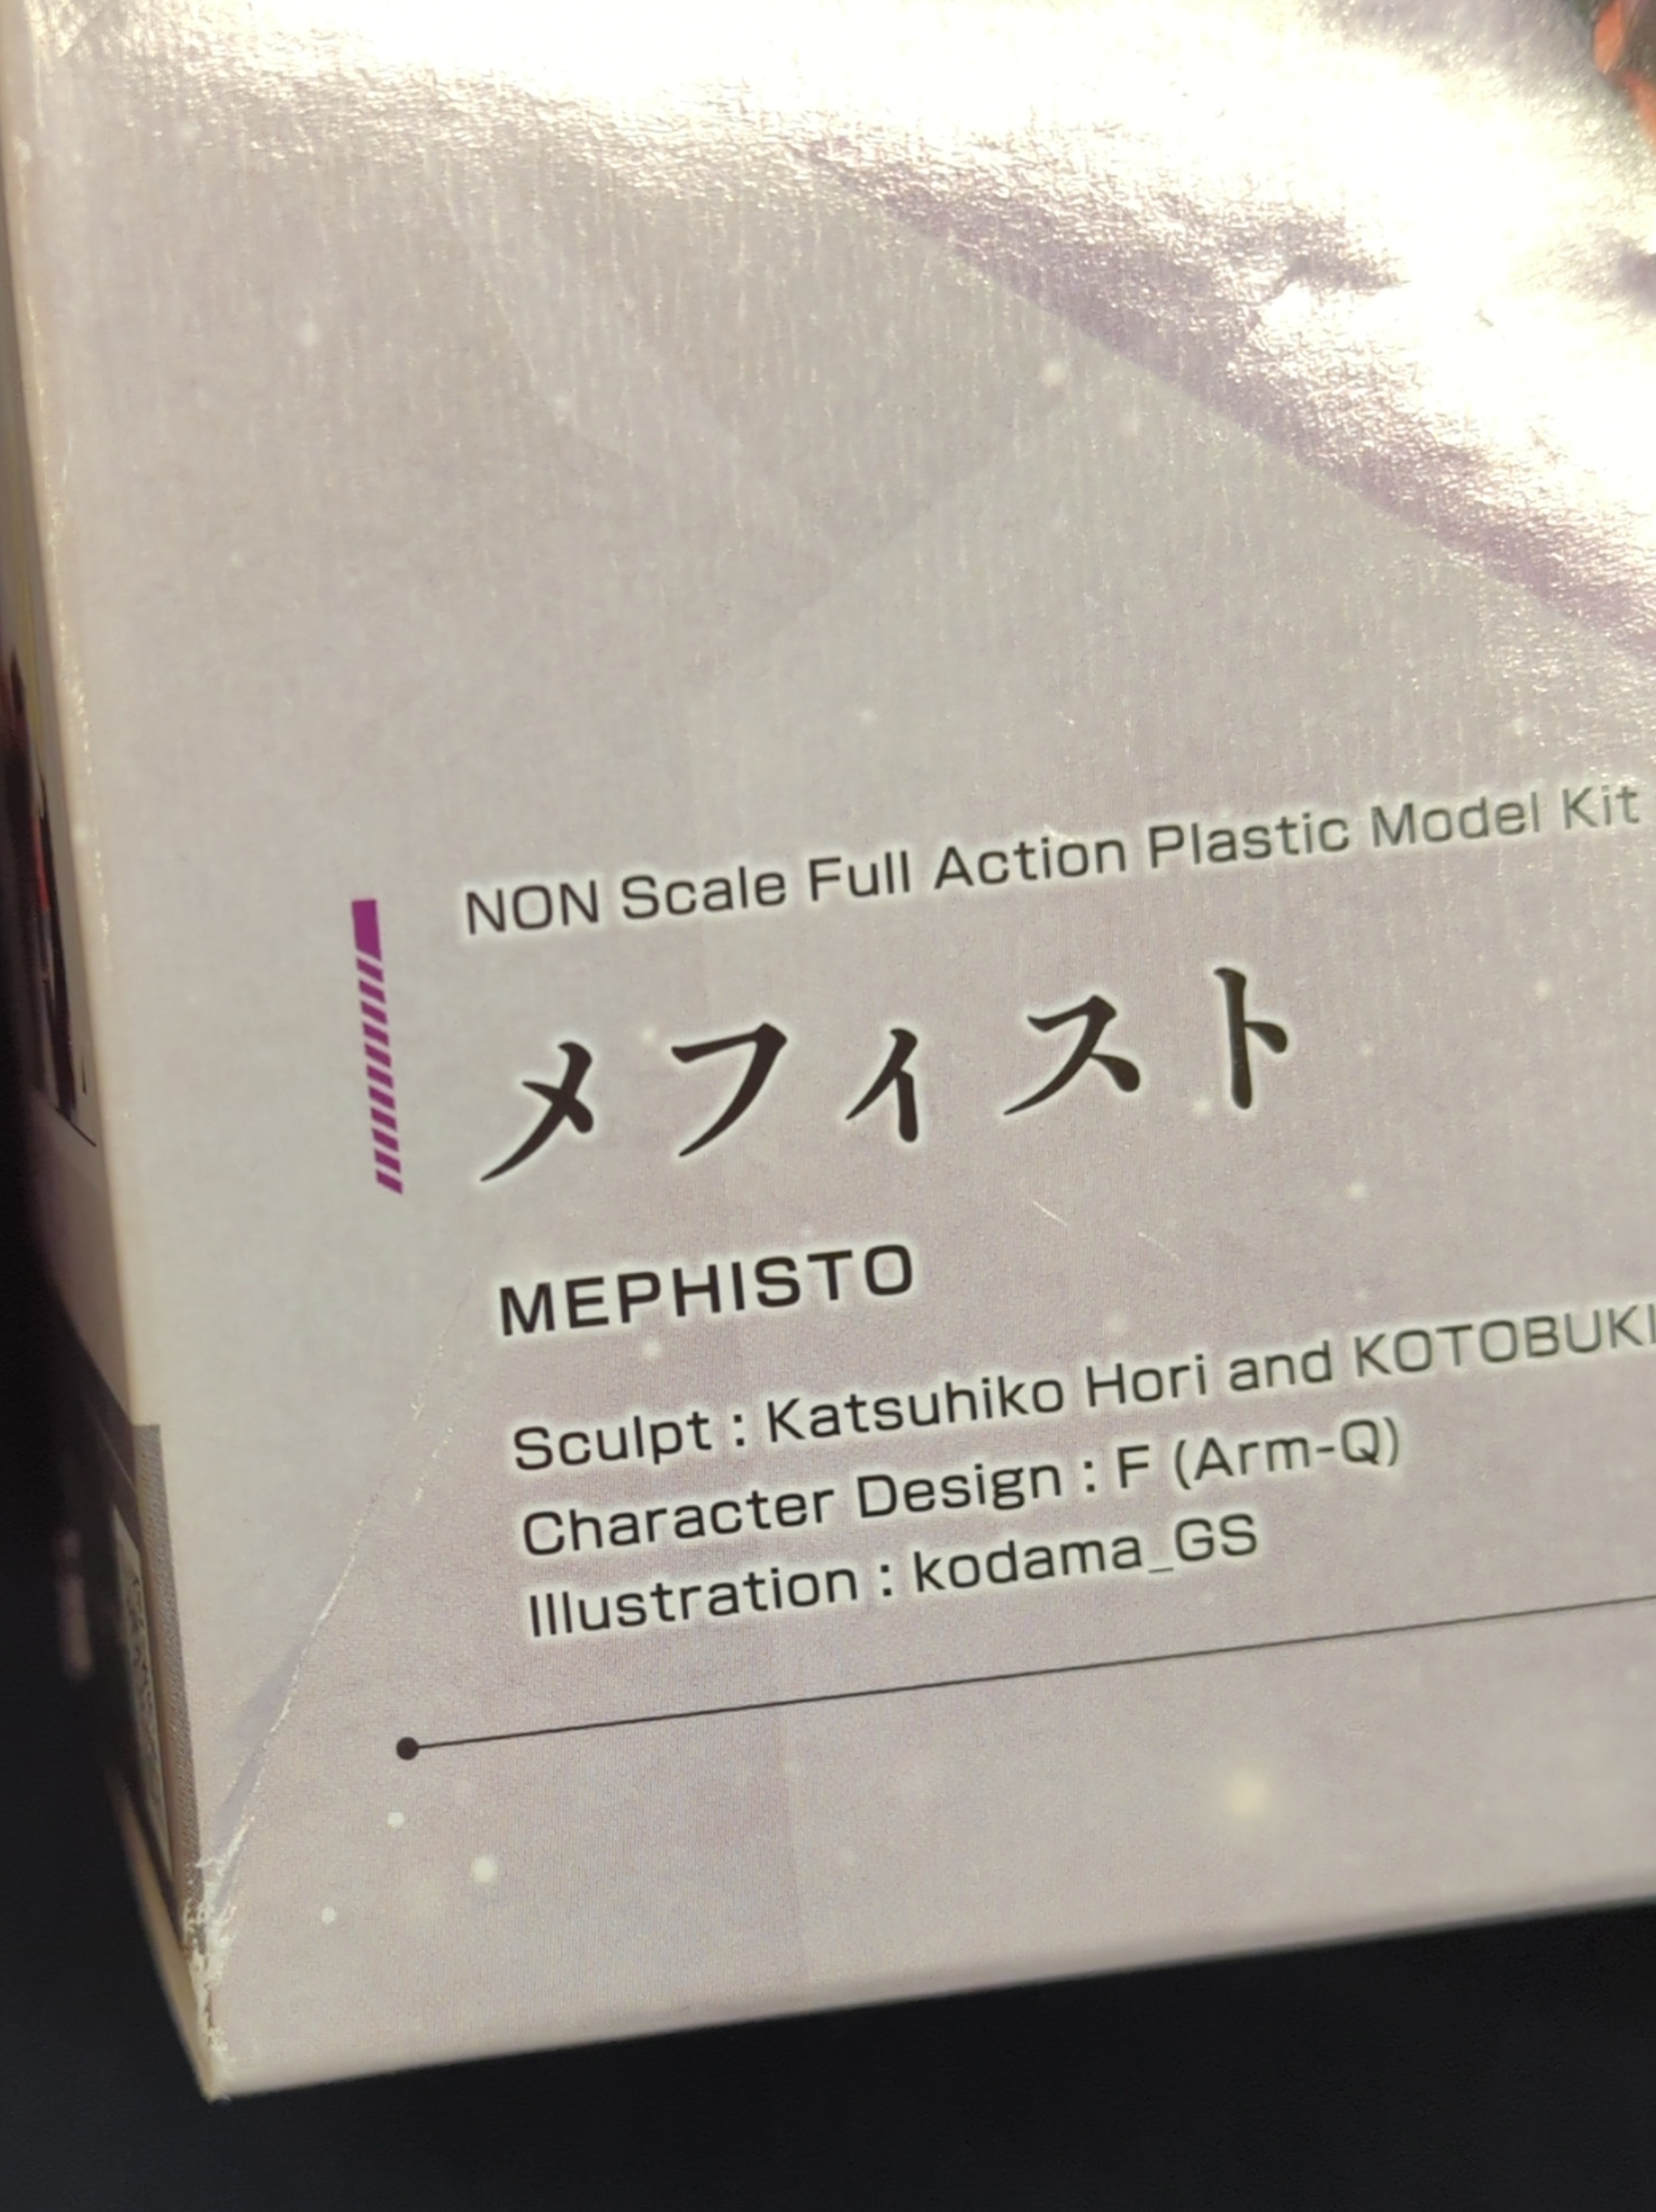 NON Scale Full Action Plastic Model Kit
メフィスト
MEPHISTO
Sculpt : Katsuhiko Hori and KOTOBUKI
Character Design : F (Arm-Q)
Illustration : kodama_GS